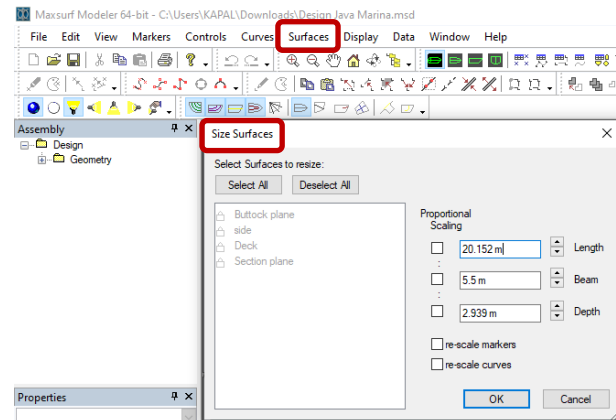 Maxsurf Modeler 64-bit - C:\Users\KAPAL\Downloads\Design Java Marina.msd
File Edit View Markers Controls Curves Surfaces Display Data Window Help
Assembly
Design
Geometry
Size Surfaces
Select Surfaces to resize:
Select All Deselect All
Buttock plane
side
Deck
Section plane
Proportional
Scaling
20.152 m Length
:
5.5 m Beam
:
2.939 m Depth
re-scale markers
re-scale curves
OK Cancel
Properties